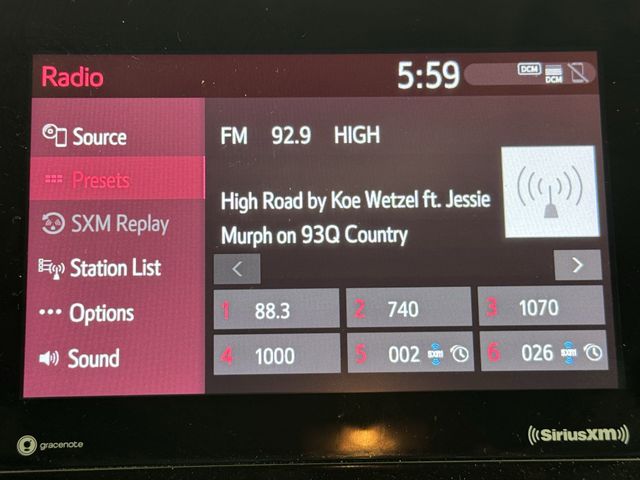 Radio
5:59
DCM
DCM
Source
FM 92.9 HIGH
Presets
High Road by Koe Wetzel ft. Jessie
SXM Replay
Murph on 93Q Country
Station List
< >
1 88.3 2 740 3 1070
Options
4 1000 5 002 sxm 6 026 sxm
Sound
gracenote
((SiriusXM))